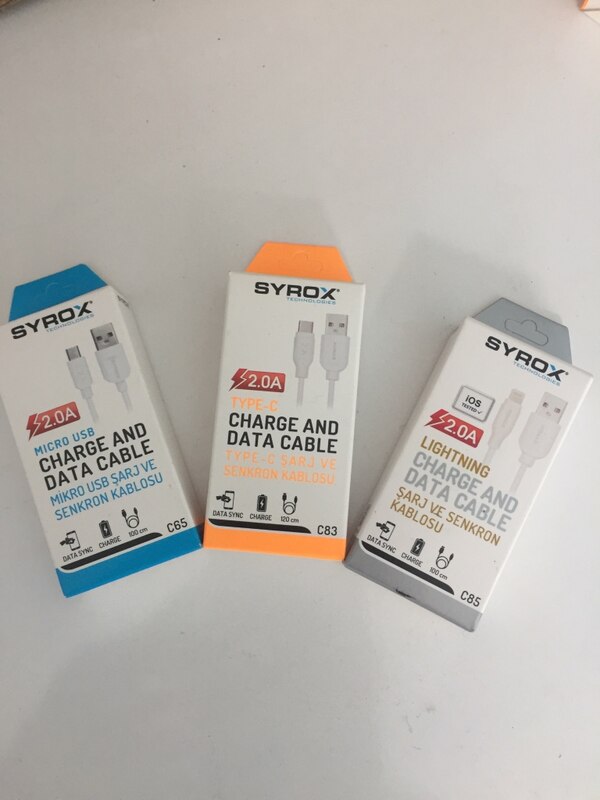 SYROX
TECHNOLOGIES
2.0A
MICRO USB
CHARGE AND
DATA CABLE
MİKRO USB ŞARJ VE
SENKRON KABLOSU
DATA SYNC
CHARGE
100 cm
C65
SYROX
TECHNOLOGIES
2.0A
TYPE-C
CHARGE AND
DATA CABLE
TYPE-C ŞARJ VE
SENKRON KABLOSU
DATA SYNC
CHARGE
120 cm
C83
SYROX
TECHNOLOGIES
iOS
TESTED ✓
2.0A
LIGHTNING
CHARGE AND
DATA CABLE
ŞARJ VE SENKRON
KABLOSU
DATA SYNC
CHARGE
100 cm
C85